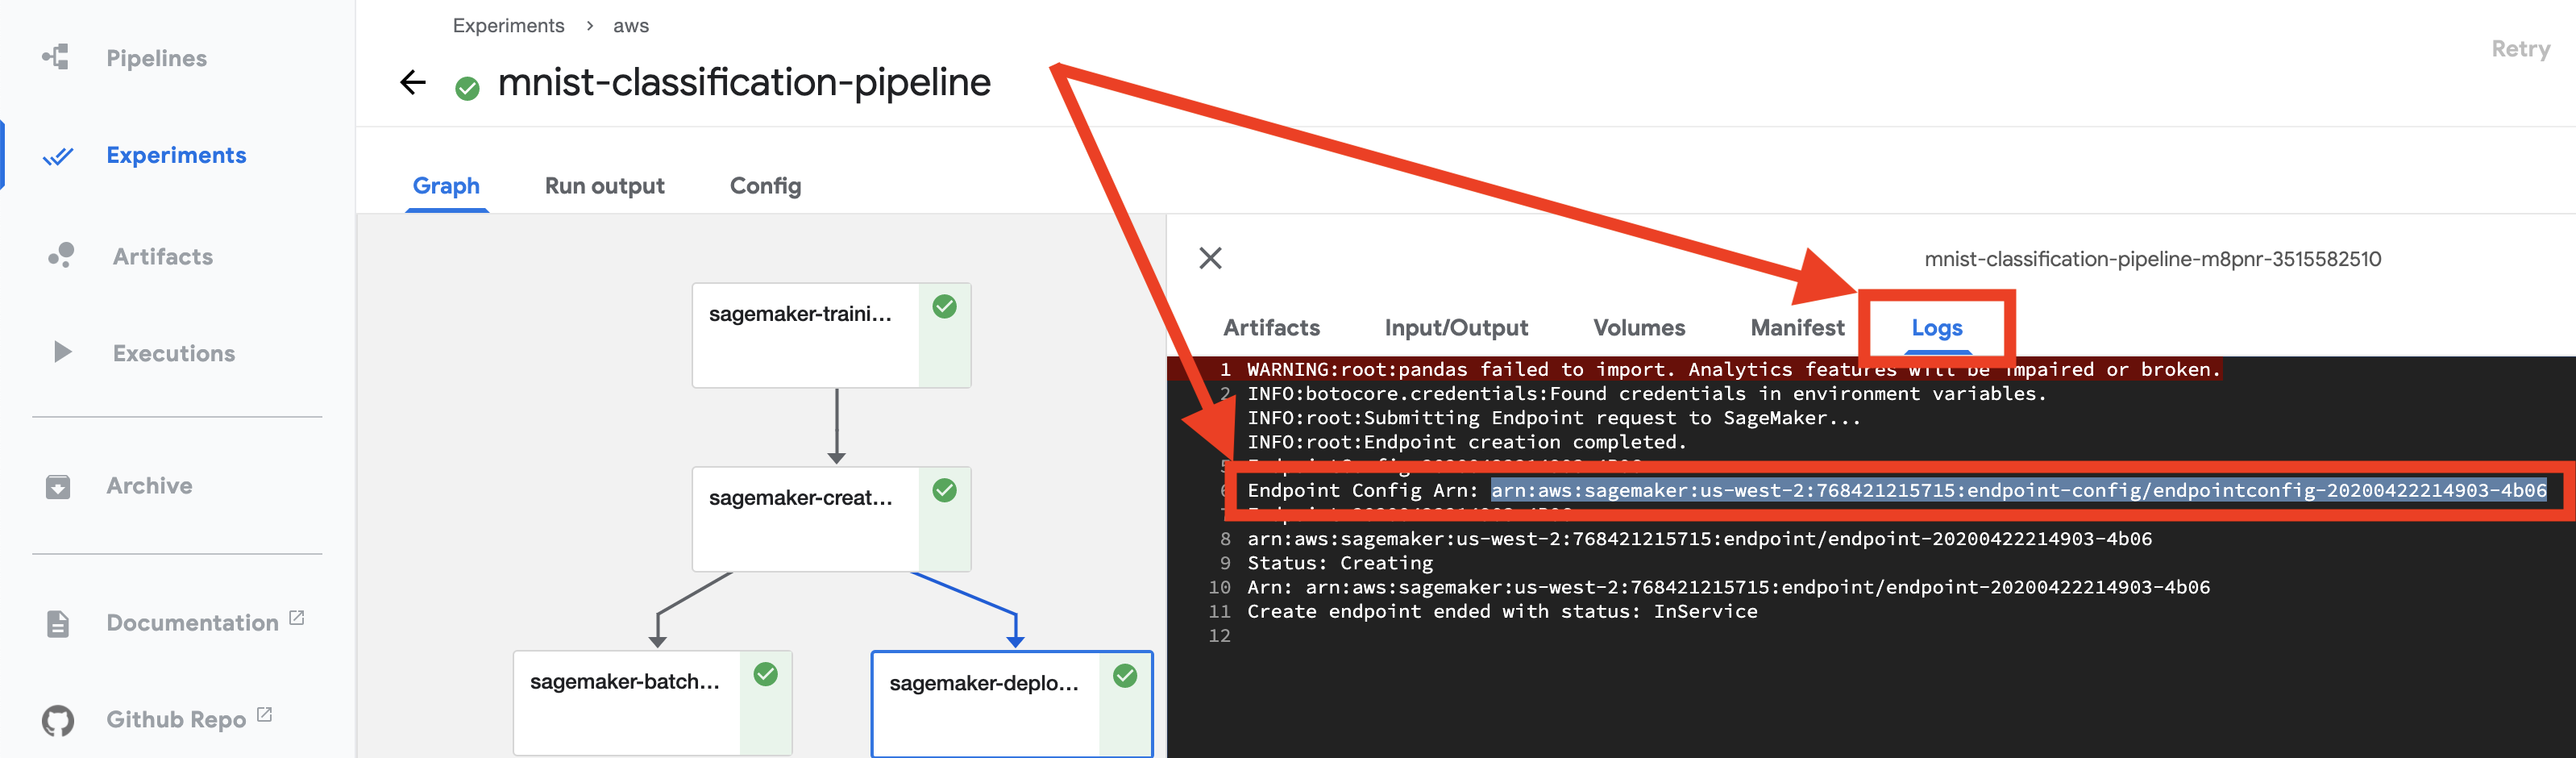 Pipelines
Experiments
Artifacts
Executions
Archive
Documentation
Github Repo
Experiments > aws
mnist-classification-pipeline
Retry
Graph Run output Config
sagemaker-traini...
sagemaker-creat...
sagemaker-batch...
sagemaker-deplo...
mnist-classification-pipeline-m8pnr-3515582510
Artifacts Input/Output Volumes Manifest Logs
1 WARNING:root:pandas failed to import. Analytics features will be impaired or broken.
2 INFO:botocore.credentials:Found credentials in environment variables.
INFO:root:Submitting Endpoint request to SageMaker...
INFO:root:Endpoint creation completed.
5
6 Endpoint Config Arn: arn:aws:sagemaker:us-west-2:768421215715:endpoint-config/endpointconfig-20200422214903-4b06
8 arn:aws:sagemaker:us-west-2:768421215715:endpoint/endpoint-20200422214903-4b06
9 Status: Creating
10 Arn: arn:aws:sagemaker:us-west-2:768421215715:endpoint/endpoint-20200422214903-4b06
11 Create endpoint ended with status: InService
12